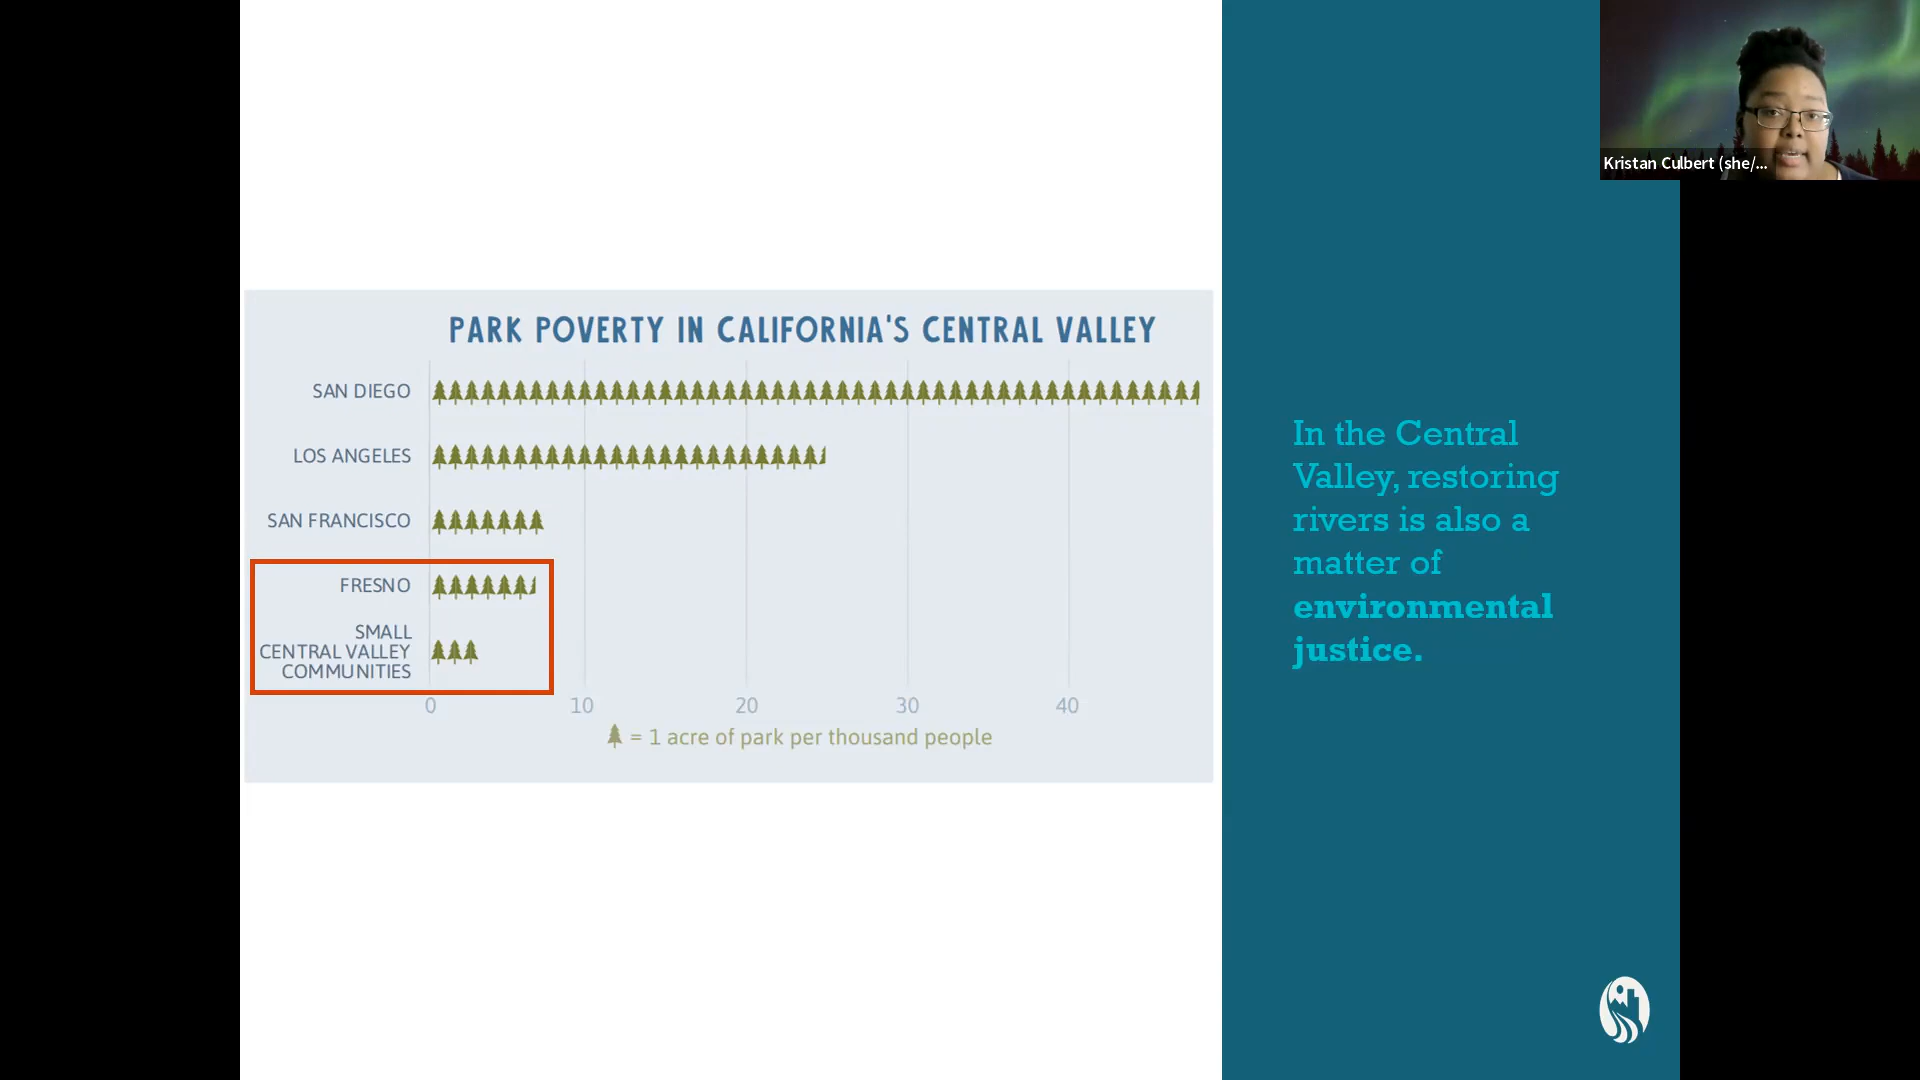 Kristan Culbert (she/...
PARK POVERTY IN CALIFORNIA'S CENTRAL VALLEY
SAN DIEGO
LOS ANGELES
SAN FRANCISCO
FRESNO
SMALL
CENTRAL VALLEY
COMMUNITIES
0 10 20 30 40
= 1 acre of park per thousand people
In the Central
Valley, restoring
rivers is also a
matter of
environmental
justice.